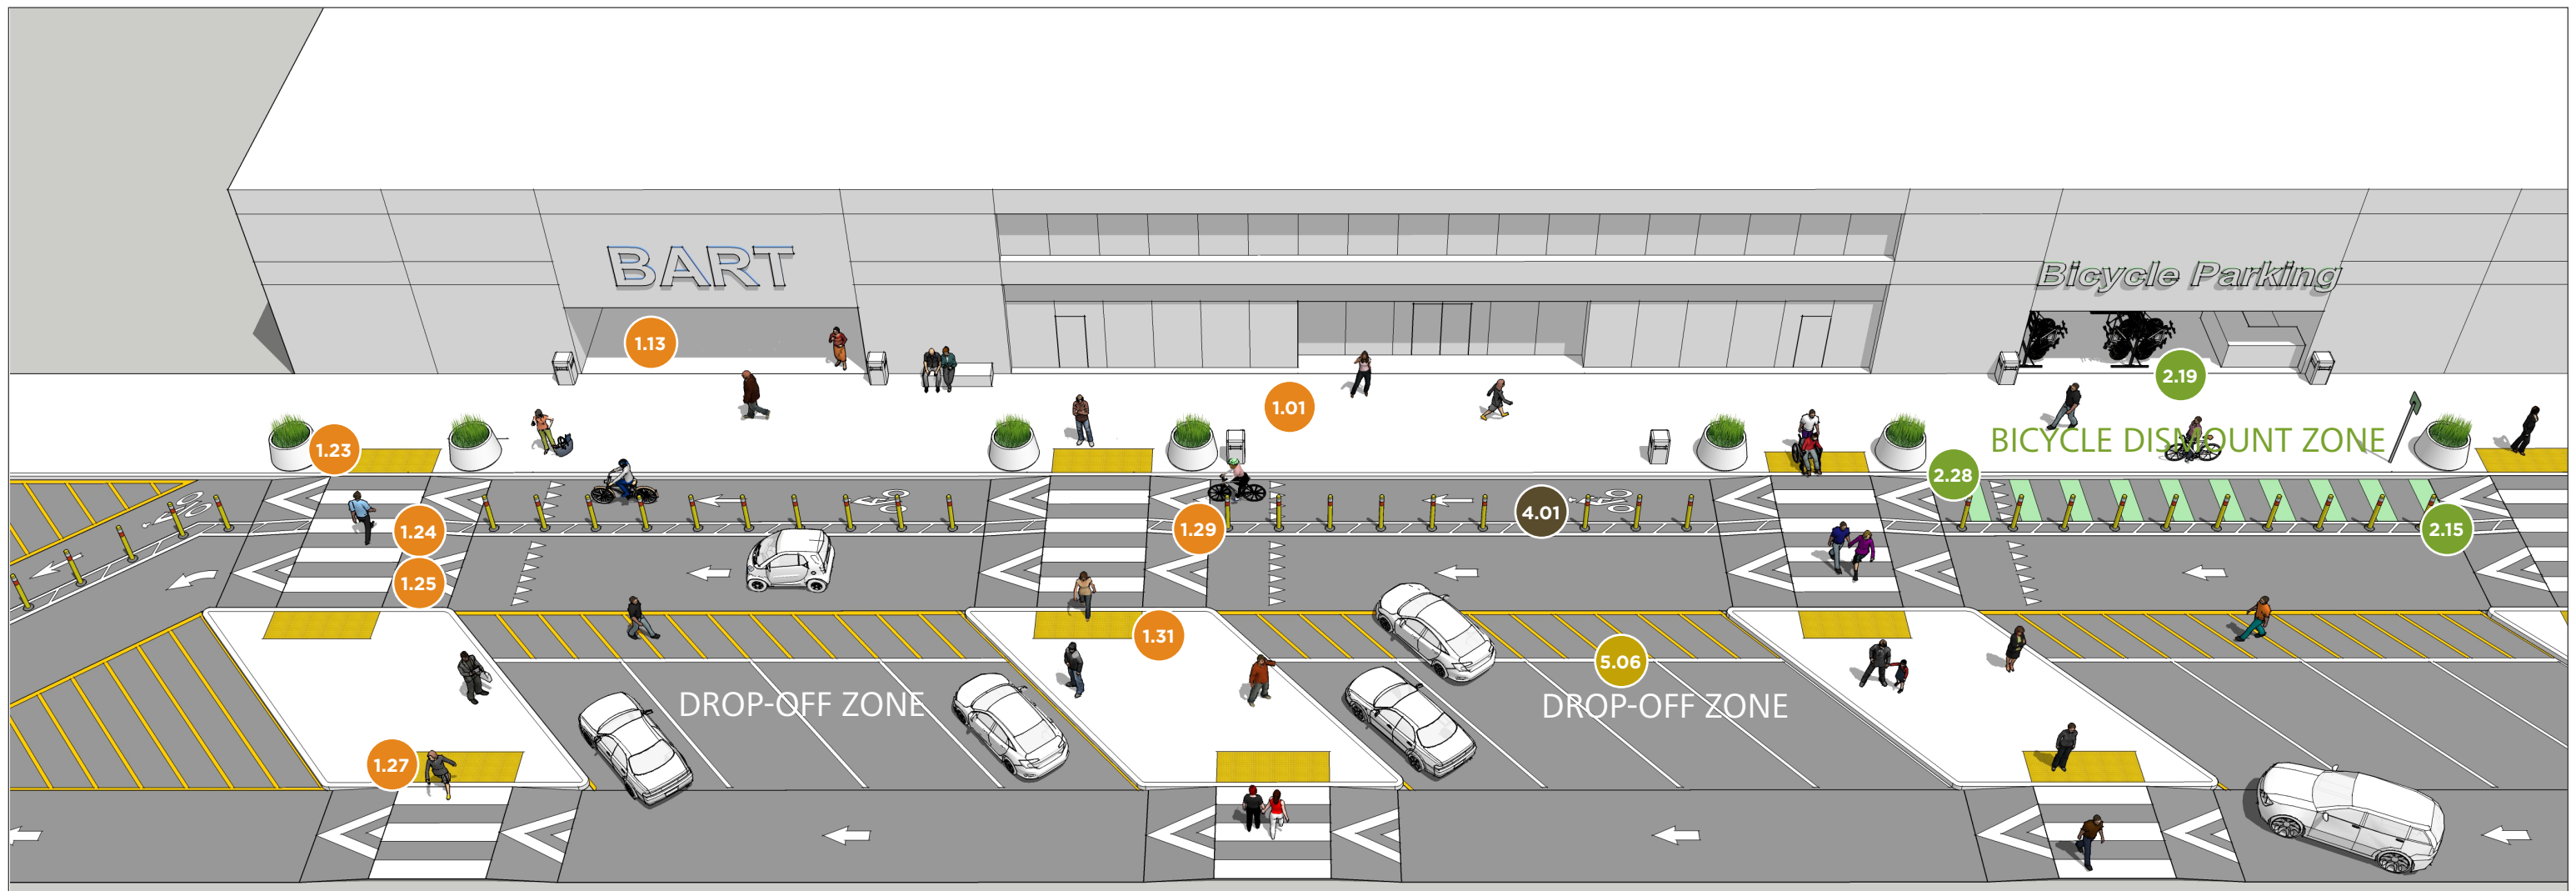 BART
Bicycle Parking
1.13
2.19
1.01
1.23
BICYCLE DISMOUNT ZONE
2.28
4.01
1.24
1.29
2.15
1.25
1.31
5.06
DROP-OFF ZONE
DROP-OFF ZONE
1.27